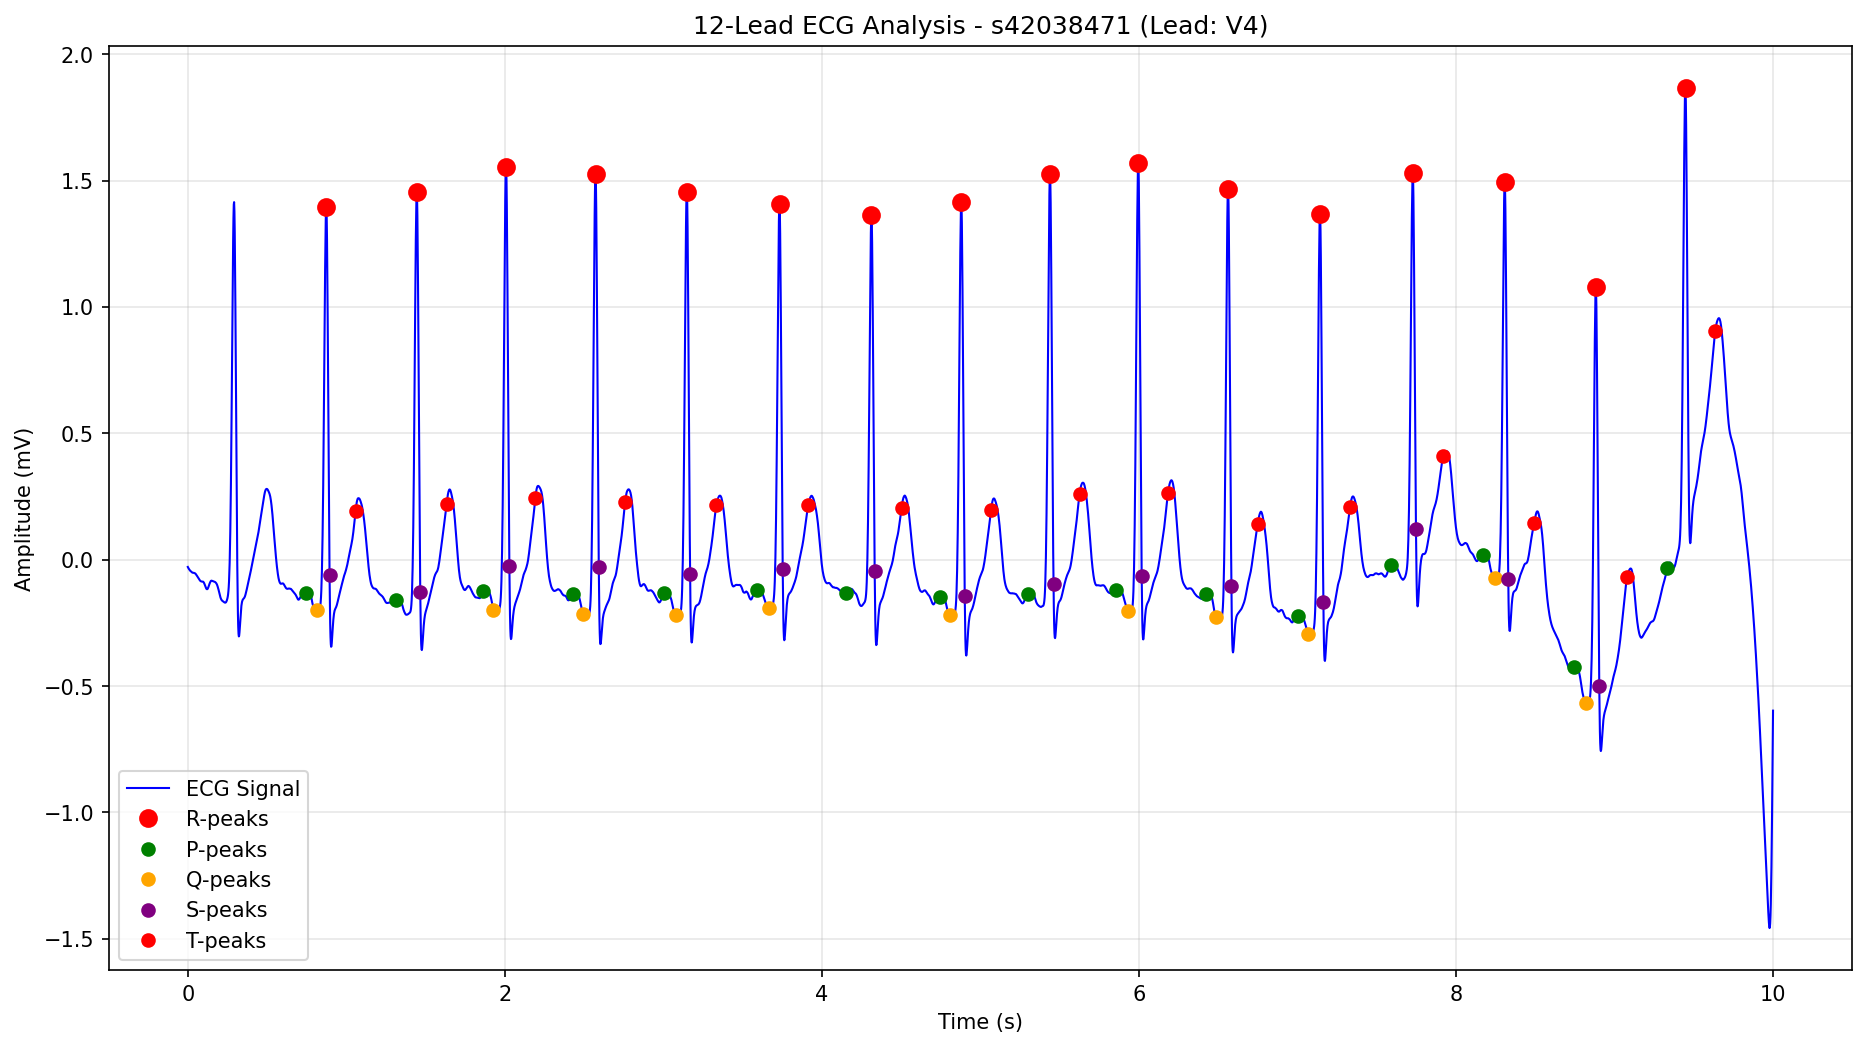 12-Lead ECG Analysis - s42038471 (Lead: V4)
Amplitude (mV)
2.0
1.5
1.0
0.5
0.0
−0.5
−1.0
−1.5
ECG Signal
R-peaks
P-peaks
Q-peaks
S-peaks
T-peaks
0 2 4 6 8 10
Time (s)